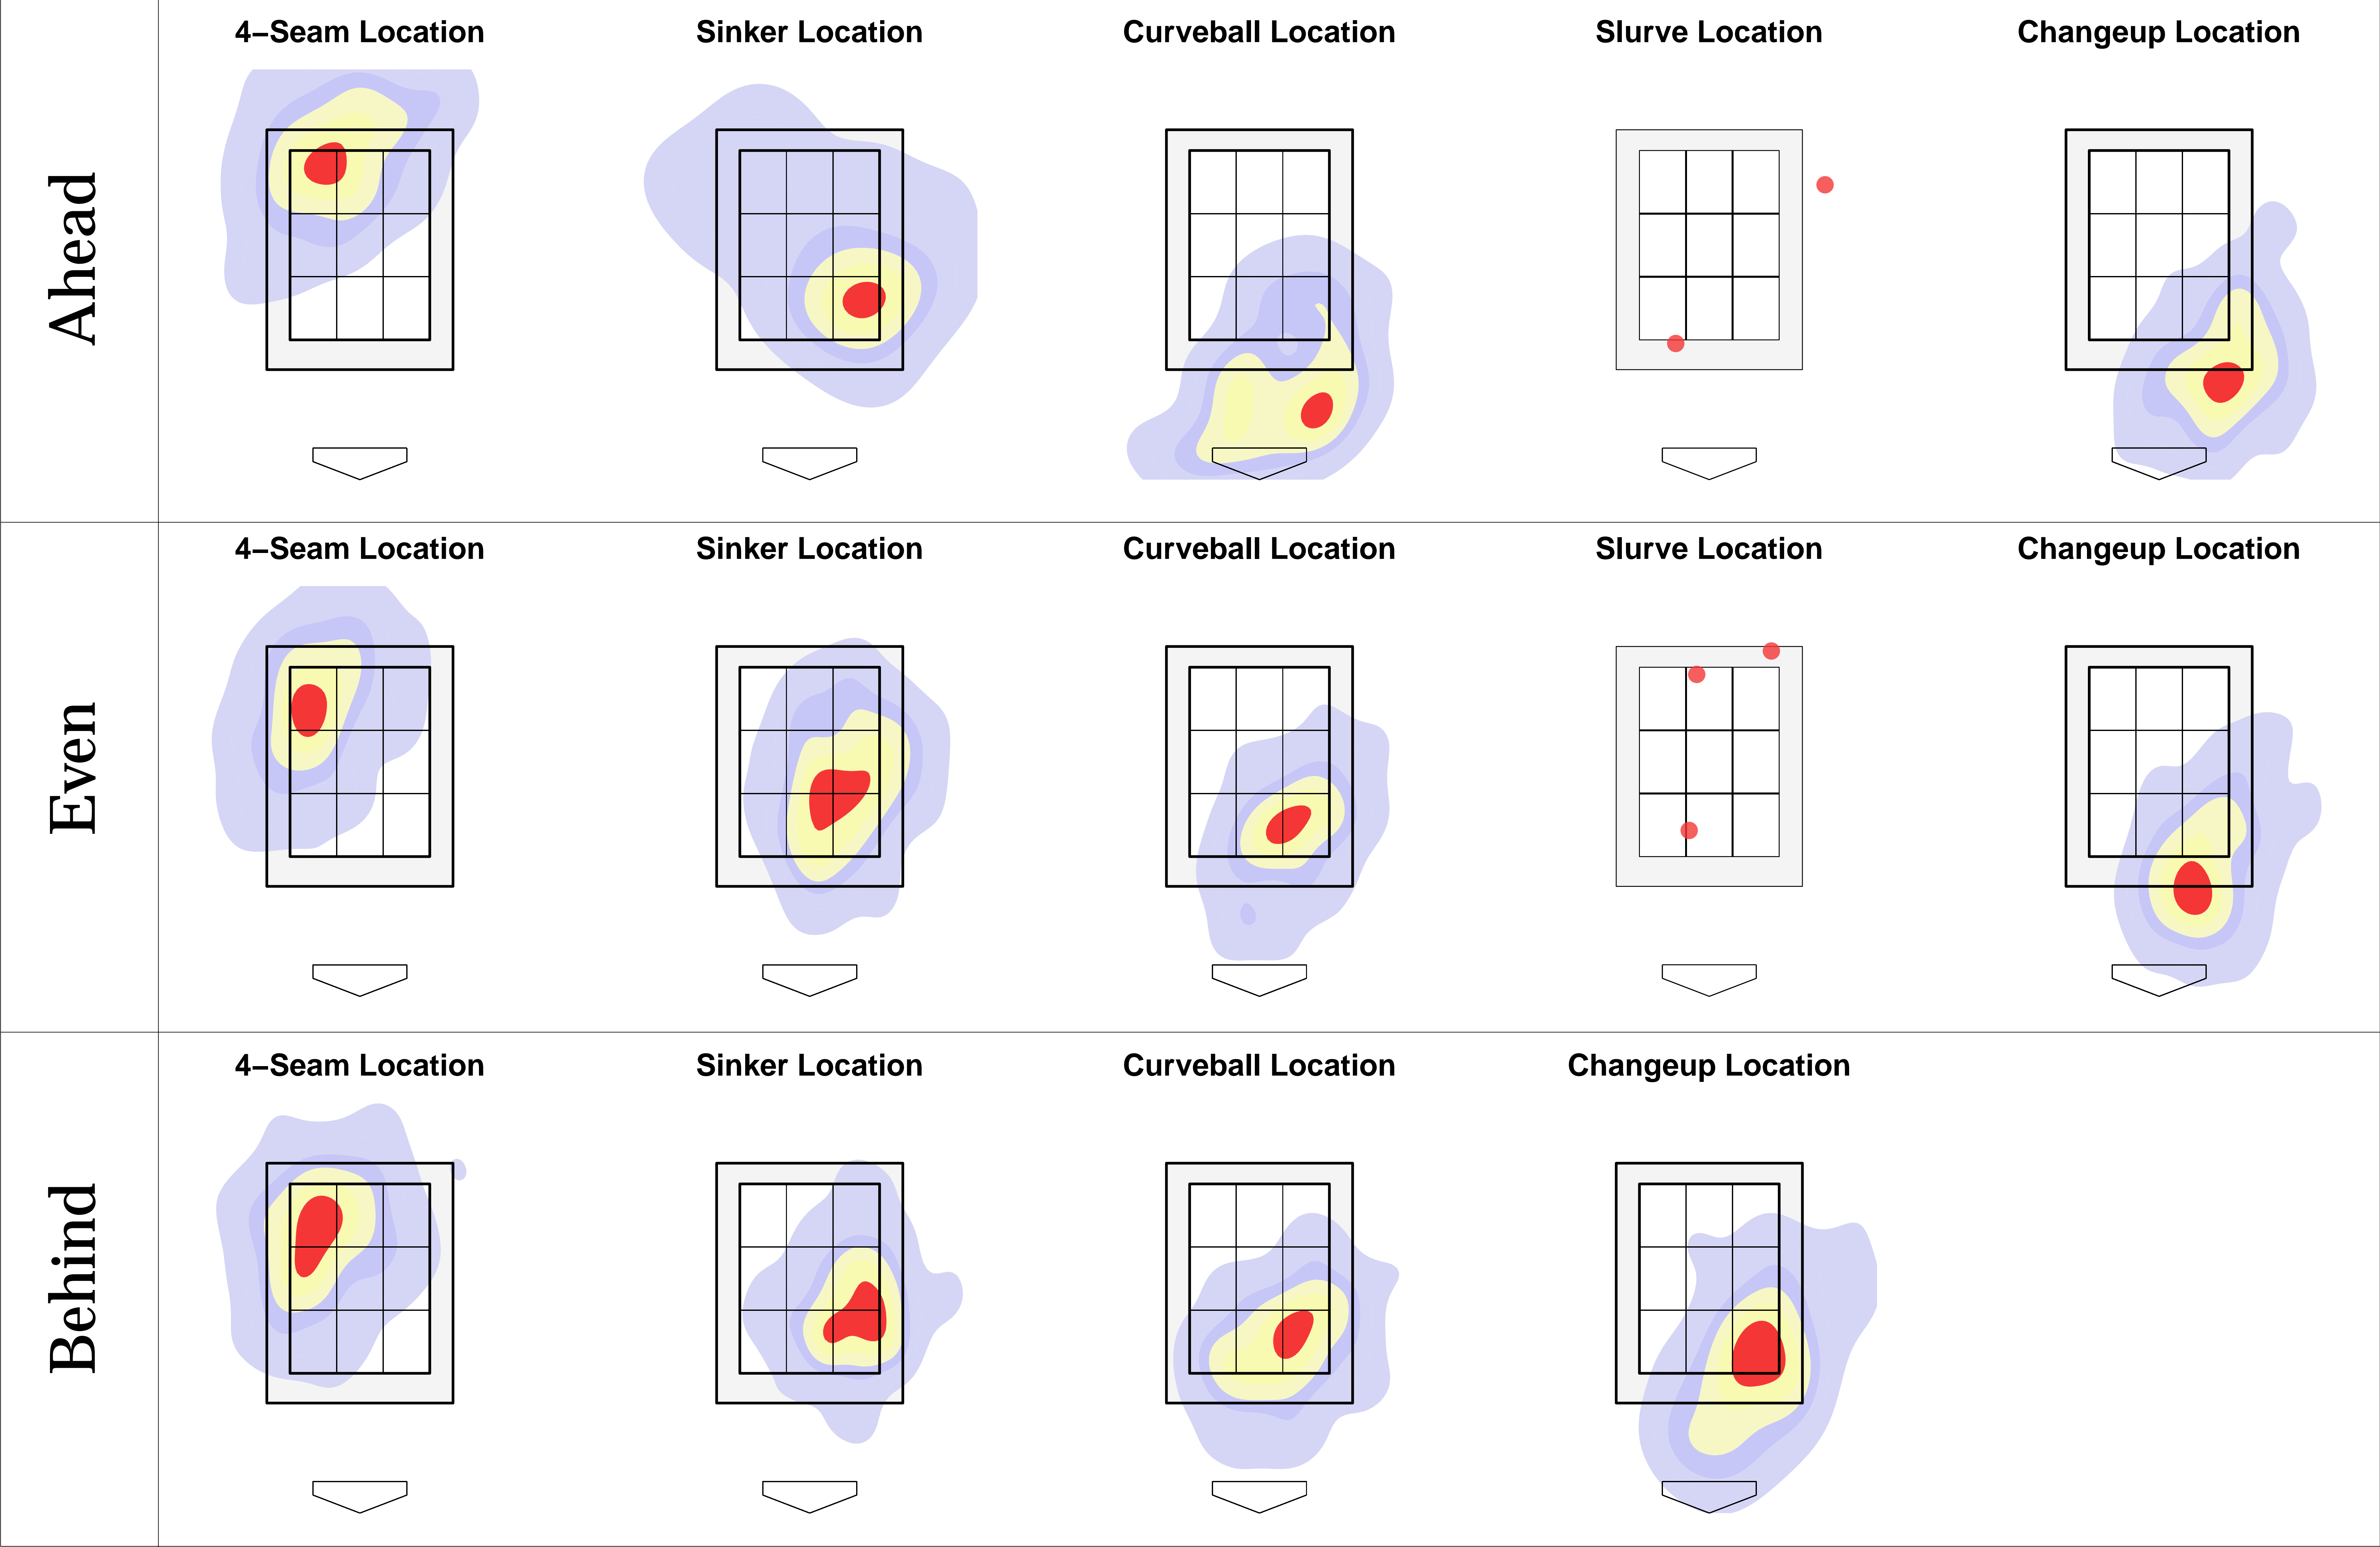 4–Seam Location
Sinker Location
Curveball Location
Slurve Location
Changeup Location
Ahead
4–Seam Location
Sinker Location
Curveball Location
Slurve Location
Changeup Location
Even
4–Seam Location
Sinker Location
Curveball Location
Changeup Location
Behind